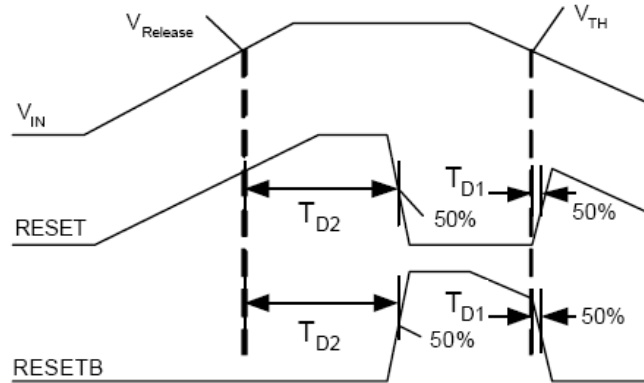 V_Release
V_TH
V_IN
T_D1
T_D2
50%
50%
RESET
T_D1
T_D2
50%
50%
RESETB